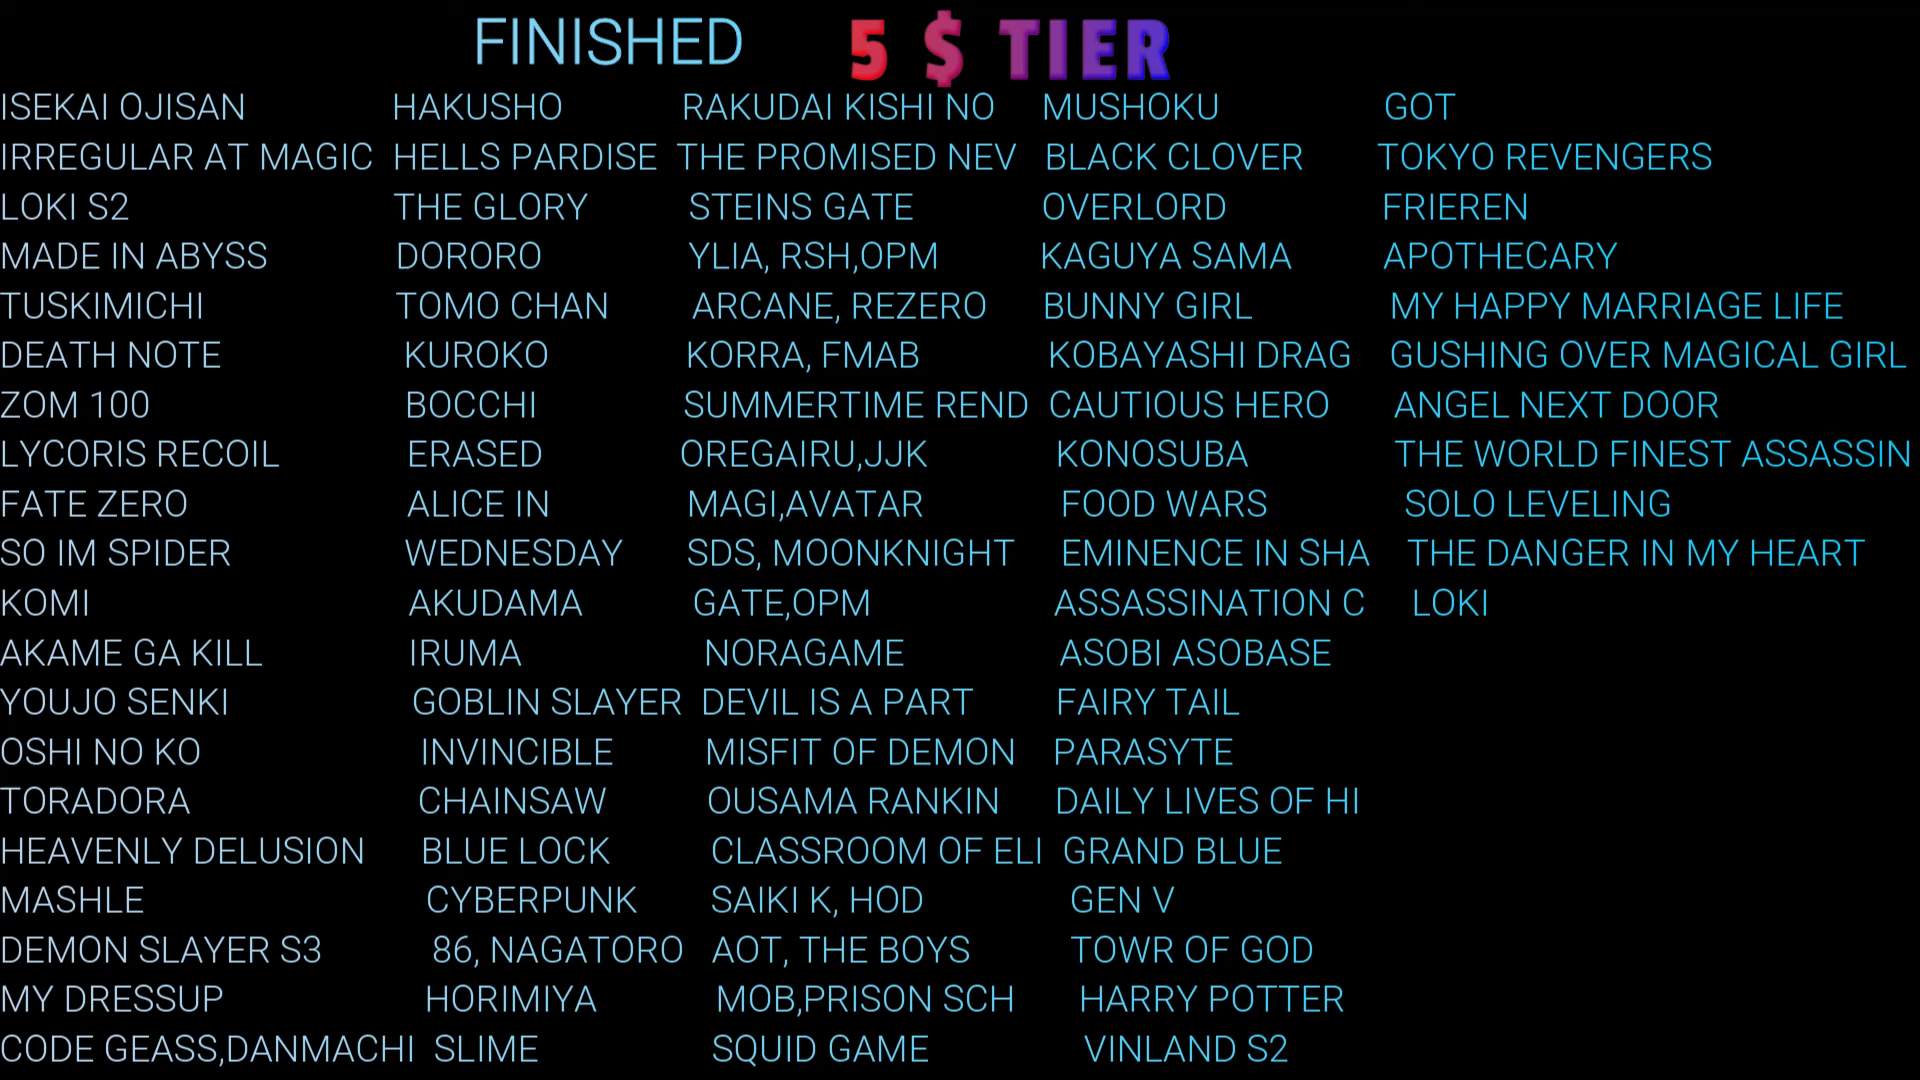 FINISHED
5 $ TIER
ISEKAI OJISAN
IRREGULAR AT MAGIC
LOKI S2
MADE IN ABYSS
TUSKIMICHI
DEATH NOTE
ZOM 100
LYCORIS RECOIL
FATE ZERO
SO IM SPIDER
KOMI
AKAME GA KILL
YOUJO SENKI
OSHI NO KO
TORADORA
HEAVENLY DELUSION
MASHLE
DEMON SLAYER S3
MY DRESSUP
CODE GEASS,DANMACHI
HAKUSHO
HELLS PARDISE
THE GLORY
DORORO
TOMO CHAN
KUROKO
BOCCHI
ERASED
ALICE IN
WEDNESDAY
AKUDAMA
IRUMA
GOBLIN SLAYER
INVINCIBLE
CHAINSAW
BLUE LOCK
CYBERPUNK
86, NAGATORO
HORIMIYA
SLIME
RAKUDAI KISHI NO
THE PROMISED NEV
STEINS GATE
YLIA, RSH,OPM
ARCANE, REZERO
KORRA, FMAB
SUMMERTIME REND
OREGAIRU,JJK
MAGI,AVATAR
SDS, MOONKNIGHT
GATE,OPM
NORAGAME
DEVIL IS A PART
MISFIT OF DEMON
OUSAMA RANKIN
CLASSROOM OF ELI
SAIKI K, HOD
AOT, THE BOYS
MOB,PRISON SCH
SQUID GAME
MUSHOKU
BLACK CLOVER
OVERLORD
KAGUYA SAMA
BUNNY GIRL
KOBAYASHI DRAG
CAUTIOUS HERO
KONOSUBA
FOOD WARS
EMINENCE IN SHA
ASSASSINATION C
ASOBI ASOBASE
FAIRY TAIL
PARASYTE
DAILY LIVES OF HI
GRAND BLUE
GEN V
TOWR OF GOD
HARRY POTTER
VINLAND S2
GOT
TOKYO REVENGERS
FRIEREN
APOTHECARY
MY HAPPY MARRIAGE LIFE
GUSHING OVER MAGICAL GIRL
ANGEL NEXT DOOR
THE WORLD FINEST ASSASSIN
SOLO LEVELING
THE DANGER IN MY HEART
LOKI